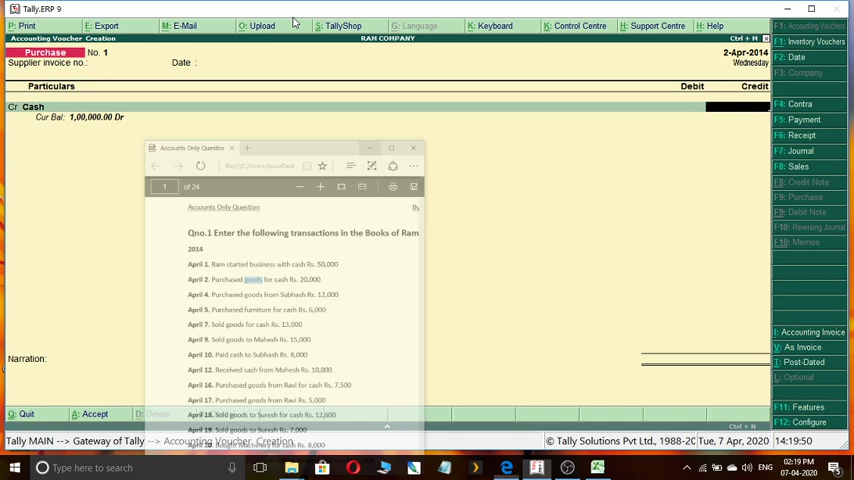 Tally.ERP 9
P: Print E: Export M: E-Mail O: Upload S: TallyShop G: Language K: Keyboard K: Control Centre H: Support Centre H: Help
Accounting Voucher Creation RAM COMPANY Ctrl + N
Purchase No. 1 2-Apr-2014
Supplier invoice no.: Date : Wednesday
Particulars Debit Credit
Cr Cash
Cur Bal: 1,00,000.00 Dr
Accounts Only Question
1 of 24
Accounts Only Question
Qno.1 Enter the following transactions in the Books of Ram
2014
April 1. Ram started business with cash Rs. 50,000
April 2. Purchased goods for cash Rs. 20,000
April 4. Purchased goods from Subhash Rs. 12,000
April 5. Purchased furniture for cash Rs. 6,000
April 7. Sold goods for cash Rs. 13,000
April 9. Sold goods to Mahesh Rs. 15,000
April 10. Paid cash to Subhash Rs. 8,000
April 12. Received cash from Mahesh Rs. 10,000
April 16. Purchased goods from Ravi for cash Rs. 7,500
April 17. Purchased goods from Ravi Rs. 5,000
April 18. Sold goods to Suresh for cash Rs. 12,600
April 19. Sold goods to Suresh Rs. 7,000
April 20. Bought Machinery for cash Rs. 8,000
Narration:
F1: Accounting Vouchers
F1: Inventory Vouchers
F2: Date
F3: Company
F4: Contra
F5: Payment
F6: Receipt
F7: Journal
F8: Sales
F8: Credit Note
F9: Purchase
F9: Debit Note
F10: Reversing Journal
F10: Memos
I: Accounting Invoice
V: As Invoice
T: Post-Dated
L: Optional
F11: Features
F12: Configure
Q: Quit A: Accept D: Delete
Ctrl + N
Tally MAIN --> Gateway of Tally --> Accounting Voucher Creation © Tally Solutions Pvt Ltd., 1988-20 Tue, 7 Apr, 2020 14:19:50
Type here to search ENG 02:19 PM
07-04-2020